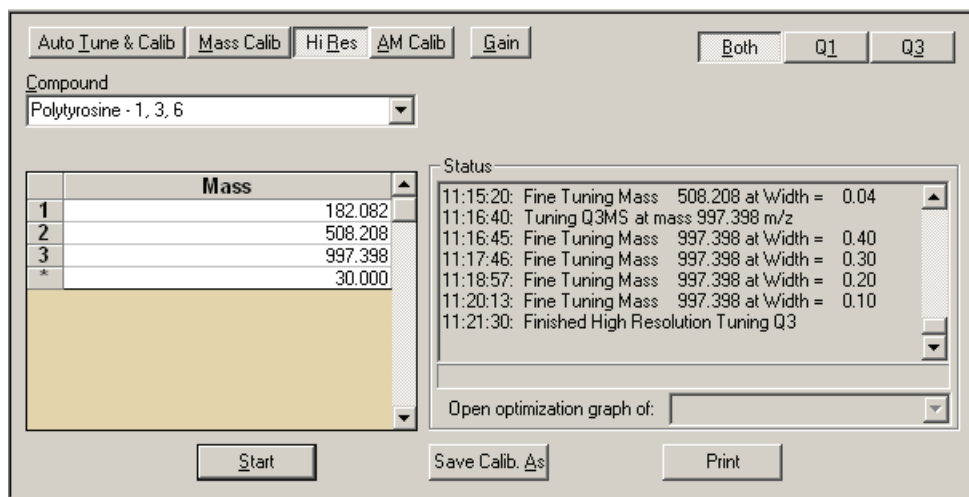 Auto Tune & Calib Mass Calib Hi Res AM Calib Gain Both Q1 Q3
Compound
Polytyrosine - 1, 3, 6
Mass
1 182.082
2 508.208
3 997.398
* 30.000
Status
11:15:20: Fine Tuning Mass 508.208 at Width = 0.04
11:16:40: Tuning Q3MS at mass 997.398 m/z
11:16:45: Fine Tuning Mass 997.398 at Width = 0.40
11:17:46: Fine Tuning Mass 997.398 at Width = 0.30
11:18:57: Fine Tuning Mass 997.398 at Width = 0.20
11:20:13: Fine Tuning Mass 997.398 at Width = 0.10
11:21:30: Finished High Resolution Tuning Q3
Open optimization graph of:
Start Save Calib. As Print